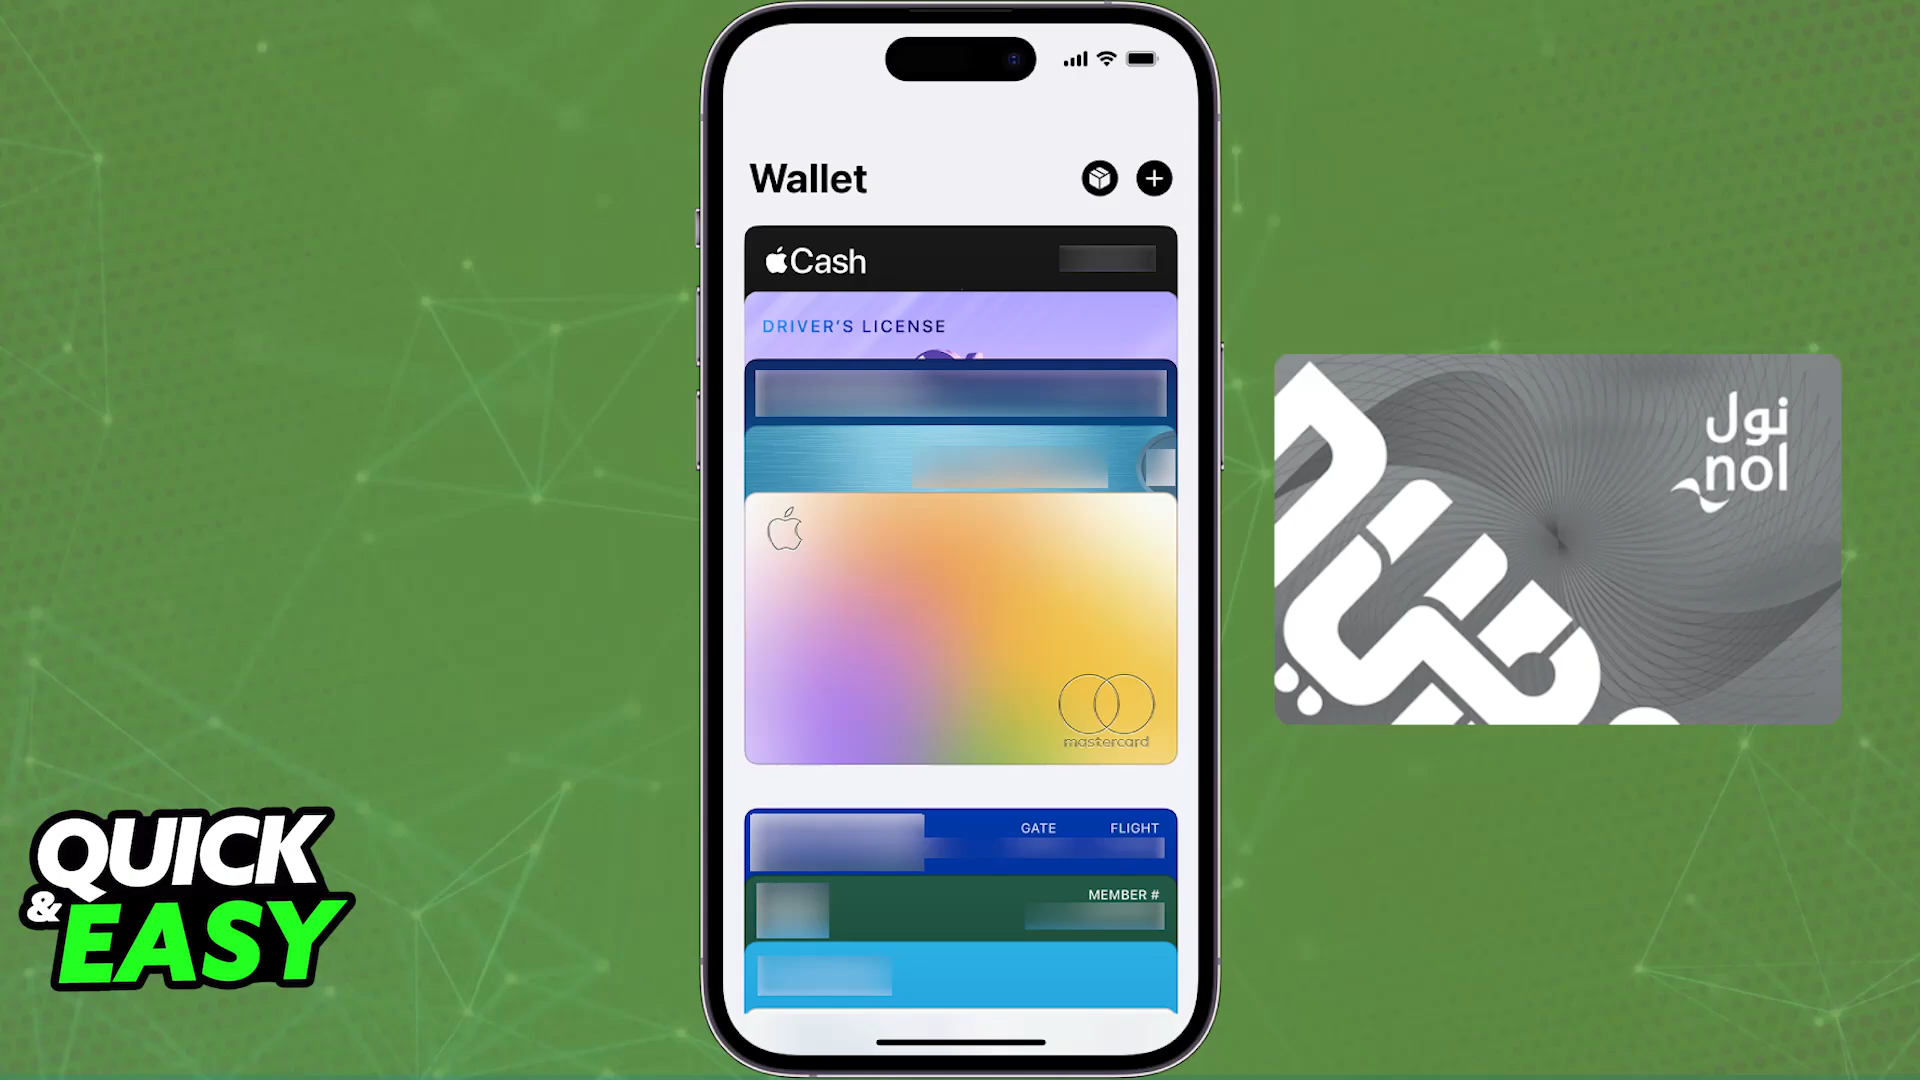 Wallet
Cash
DRIVER'S LICENSE
mastercard
GATE FLIGHT
MEMBER #
نول
nol
QUICK
& EASY